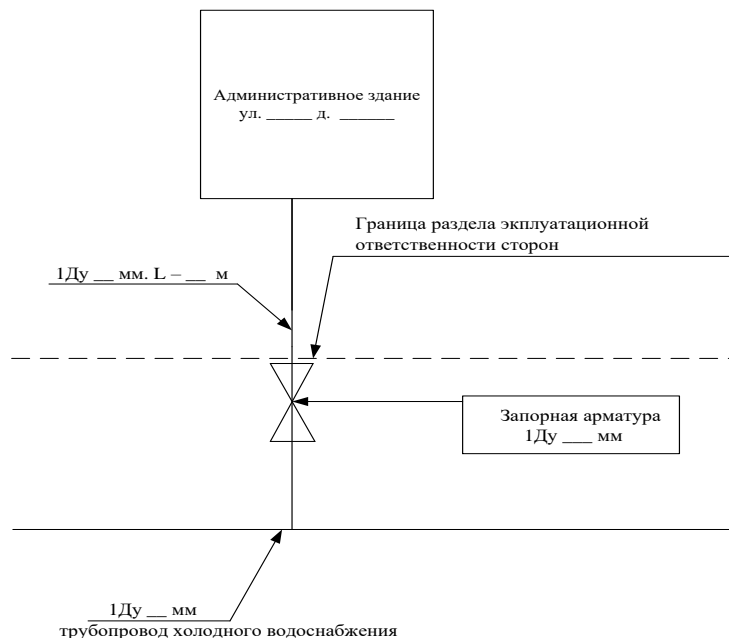 Административное здание
ул. _____ д. ______
Граница раздела экплуатационной
ответственности сторон
1Ду __ мм. L – __ м
Запорная арматура
1Ду ___ мм
1Ду __ мм
трубопровод холодного водоснабжения